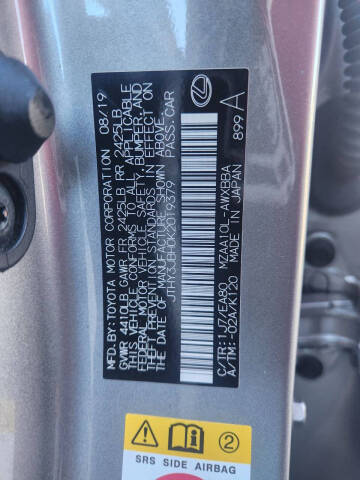 MFD.BY:TOYOTA MOTOR CORPORATION 08/19
GVWR 4410LB GAWR FR 2425LB RR 2425LB
THIS VEHICLE CONFORMS TO ALL APPLICABLE
FEDERAL MOTOR VEHICLE SAFETY, BUMPER, AND
THEFT PREVENTION STANDARDS IN EFFECT ON
THE DATE OF MANUFACTURE SHOWN ABOVE.
JTHY3JBH0K2019379 PASS.CAR
C/TR:1J7/EA80 MZAA10L-AWXBBA
A/TM:-02A/K120 MADE IN JAPAN 899 A
2
SRS SIDE AIRBAG